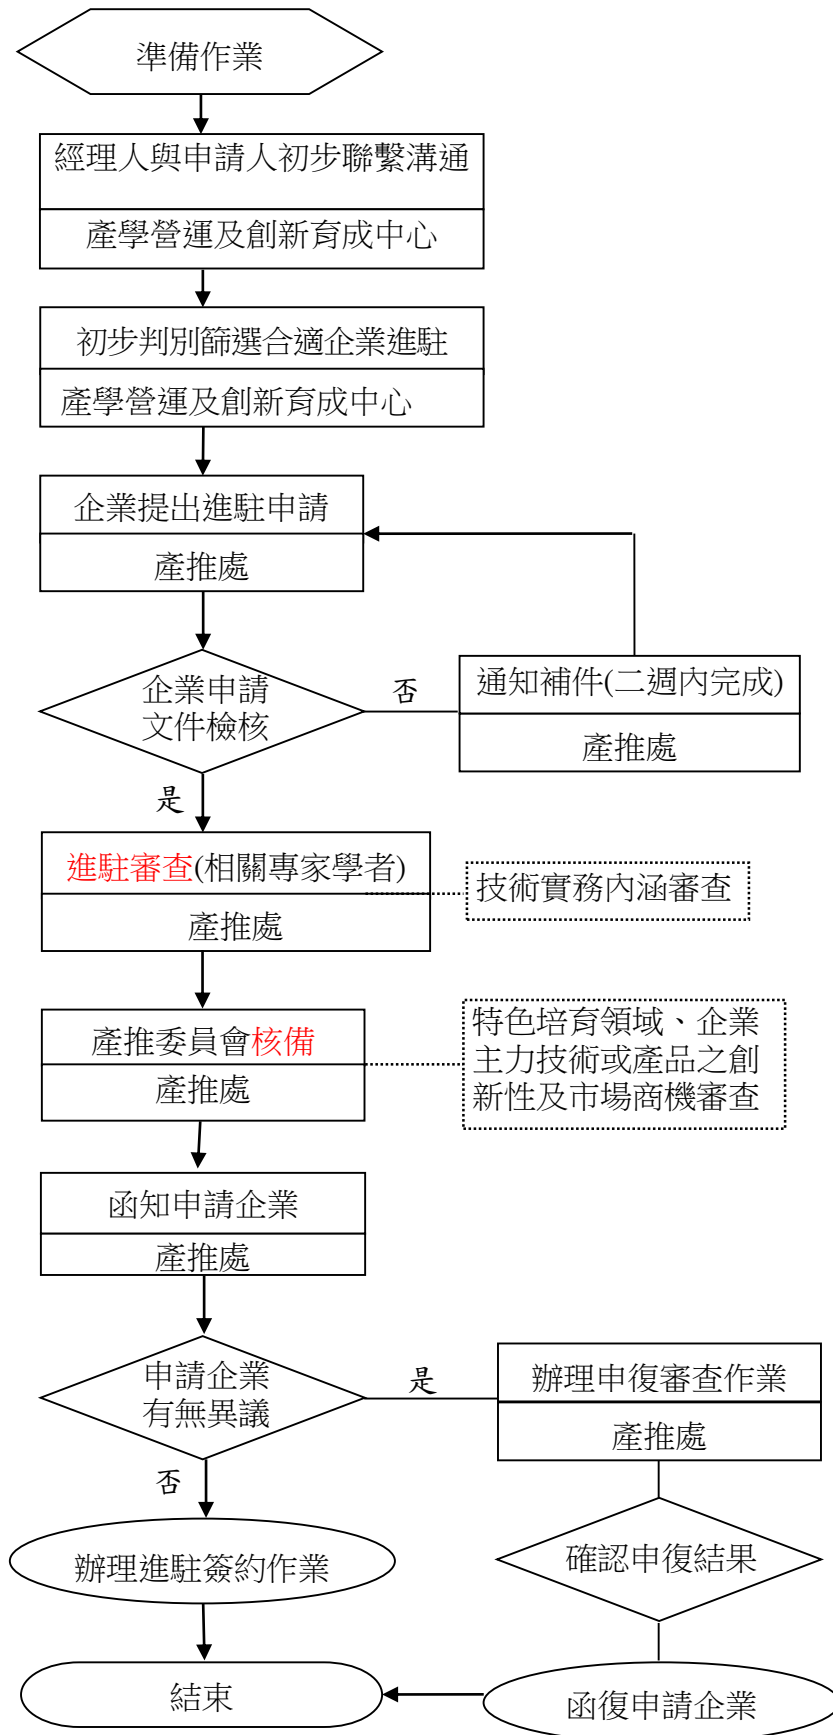 準備作業
經理人與申請人初步聯繫溝通
產學營運及創新育成中心
初步判別篩選合適企業進駐
產學營運及創新育成中心
企業提出進駐申請
產推處
企業申請
文件檢核
否
通知補件(二週內完成)
產推處
是
進駐審查(相關專家學者)
產推處
技術實務內涵審查
產推委員會核備
產推處
特色培育領域、企業
主力技術或產品之創
新性及市場商機審查
函知申請企業
產推處
申請企業
有無異議
是
辦理申復審查作業
產推處
否
辦理進駐簽約作業
確認申復結果
結束
函復申請企業